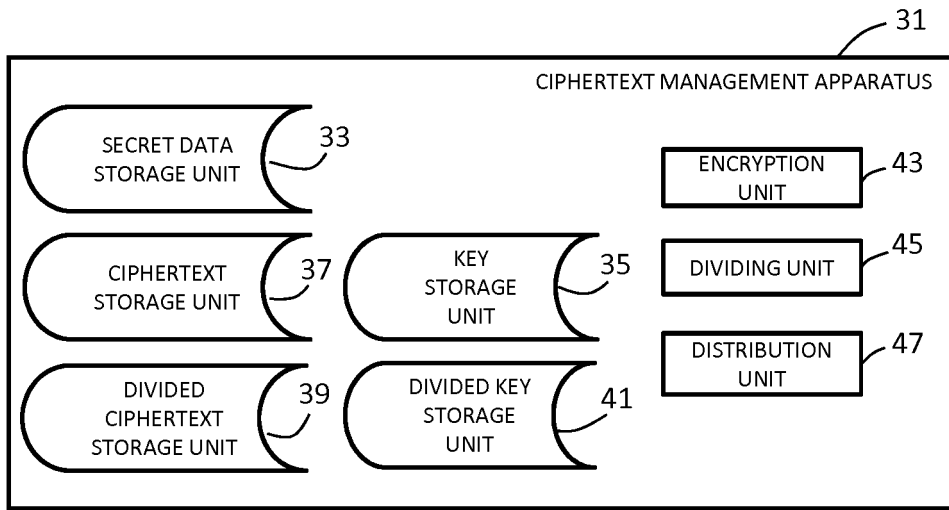 31
CIPHERTEXT MANAGEMENT APPARATUS
SECRET DATA
STORAGE UNIT
33
ENCRYPTION
UNIT
43
CIPHERTEXT
STORAGE UNIT
37
KEY
STORAGE
UNIT
35
DIVIDING UNIT
45
DIVIDED
CIPHERTEXT
STORAGE UNIT
39
DIVIDED KEY
STORAGE
UNIT
41
DISTRIBUTION
UNIT
47